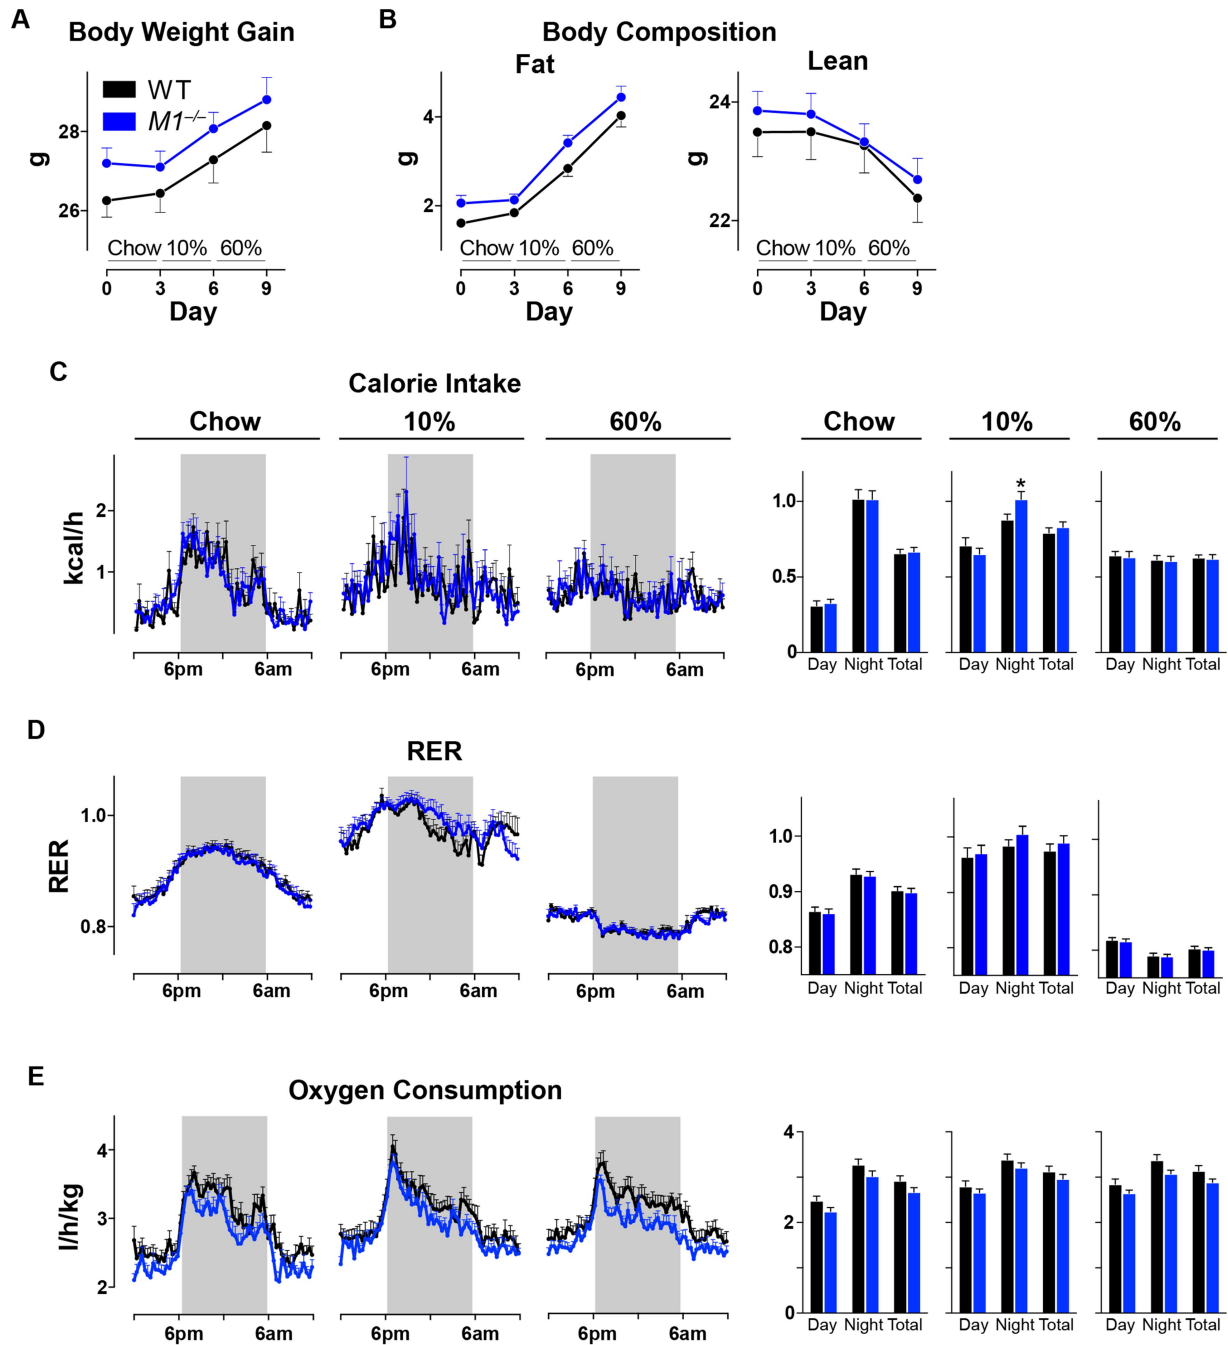 A
Body Weight Gain
WT
M1–/–
g
28
26
Chow 10% 60%
0 3 6 9
Day
B
Body Composition
Fat
g
4
2
Chow 10% 60%
0 3 6 9
Day
Lean
g
24
22
Chow 10% 60%
0 3 6 9
Day
C
Calorie Intake
Chow 10% 60%
kcal/h
2
1
6pm 6am 6pm 6am 6pm 6am
Chow 10% 60%
1.0
0.5
0
*
Day Night Total Day Night Total Day Night Total
D
RER
RER
1.0
0.8
6pm 6am 6pm 6am 6pm 6am
1.0
0.9
0.8
Day Night Total Day Night Total Day Night Total
E
Oxygen Consumption
l/h/kg
4
3
2
6pm 6am 6pm 6am 6pm 6am
4
2
0
Day Night Total Day Night Total Day Night Total